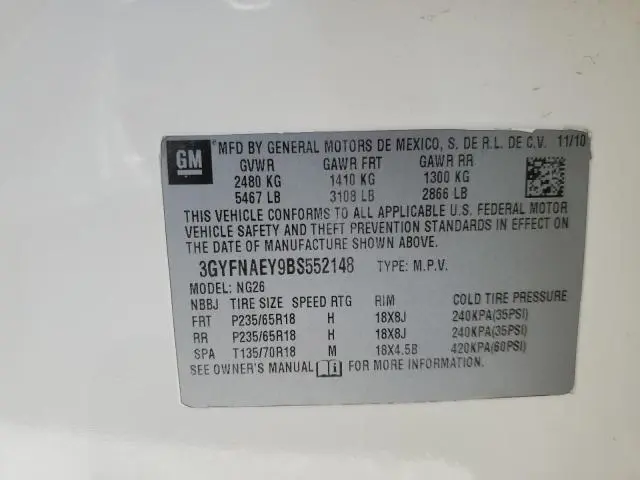 GM
MFD BY GENERAL MOTORS DE MEXICO, S. DE R.L. DE C.V. 11/10
GVWR GAWR FRT GAWR RR
2480 KG 1410 KG 1300 KG
5467 LB 3108 LB 2866 LB
THIS VEHICLE CONFORMS TO ALL APPLICABLE U.S. FEDERAL MOTOR
VEHICLE SAFETY AND THEFT PREVENTION STANDARDS IN EFFECT ON
THE DATE OF MANUFACTURE SHOWN ABOVE.
3GYFNAEY9BS552148 TYPE: M.P.V.
MODEL: NG26
NBBJ TIRE SIZE SPEED RTG RIM COLD TIRE PRESSURE
FRT P235/65R18 H 18X8J 240KPA(35PSI)
RR P235/65R18 H 18X8J 240KPA(35PSI)
SPA T135/70R18 M 18X4.5B 420KPA(60PSI)
SEE OWNER'S MANUAL i FOR MORE INFORMATION.